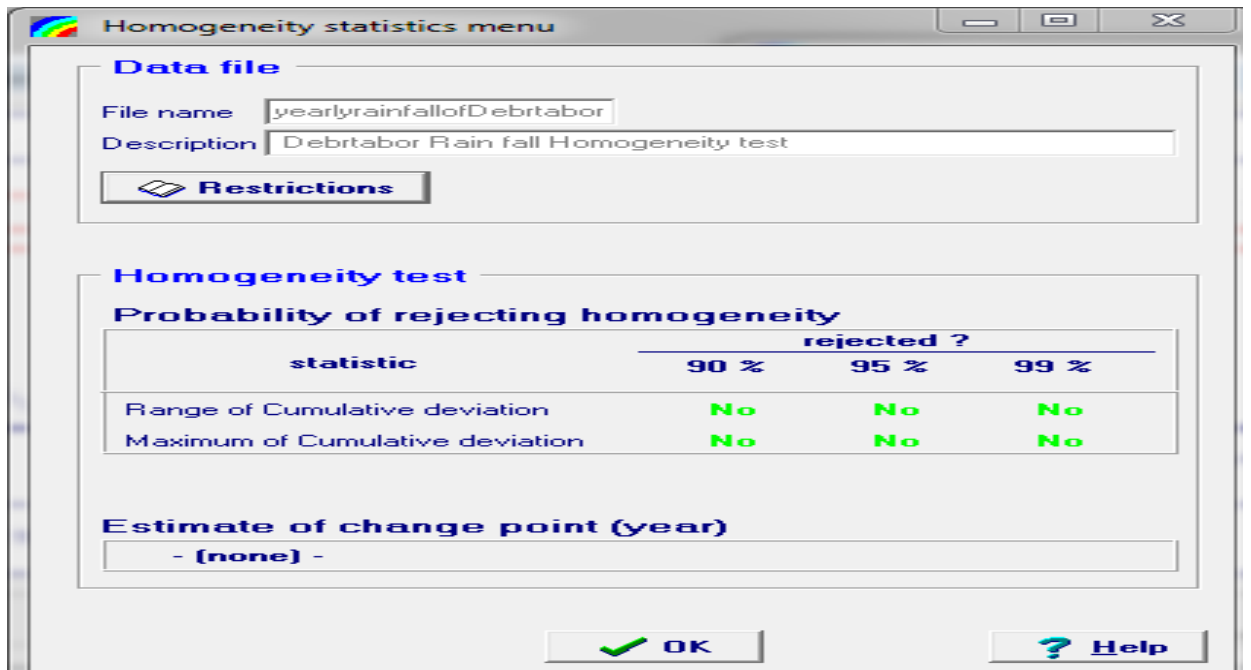 Homogeneity statistics menu
Data file
File name yearlyrainfallofDebrtabor
Description Debrtabor Rain fall Homogeneity test
Restrictions
Homogeneity test
Probability of rejecting homogeneity
rejected ?
statistic 90 % 95 % 99 %
Range of Cumulative deviation No No No
Maximum of Cumulative deviation No No No
Estimate of change point (year)
- (none) -
OK Help